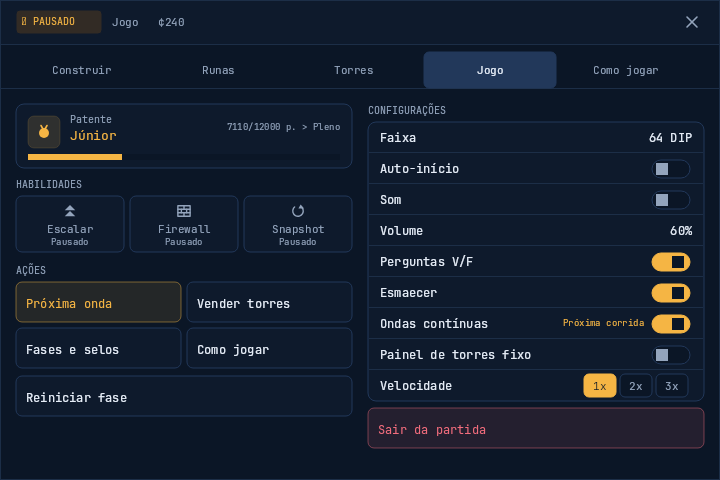 PAUSADO Jogo ¢240
Construir Runas Torres Jogo Como jogar
Patente
Júnior
7110/12000 p. > Pleno
HABILIDADES
Escalar
Pausado
Firewall
Pausado
Snapshot
Pausado
AÇÕES
Próxima onda
Vender torres
Fases e selos
Como jogar
Reiniciar fase
CONFIGURAÇÕES
Faixa 64 DIP
Auto-início
Som
Volume 60%
Perguntas V/F
Esmaecer
Ondas contínuas Próxima corrida
Painel de torres fixo
Velocidade 1x 2x 3x
Sair da partida